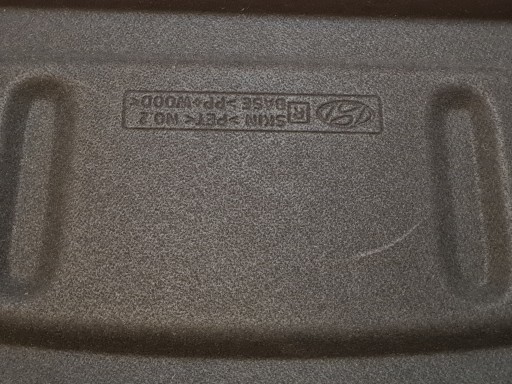 R
SKIN >PET< NO.2
BASE >PP+WOOD<